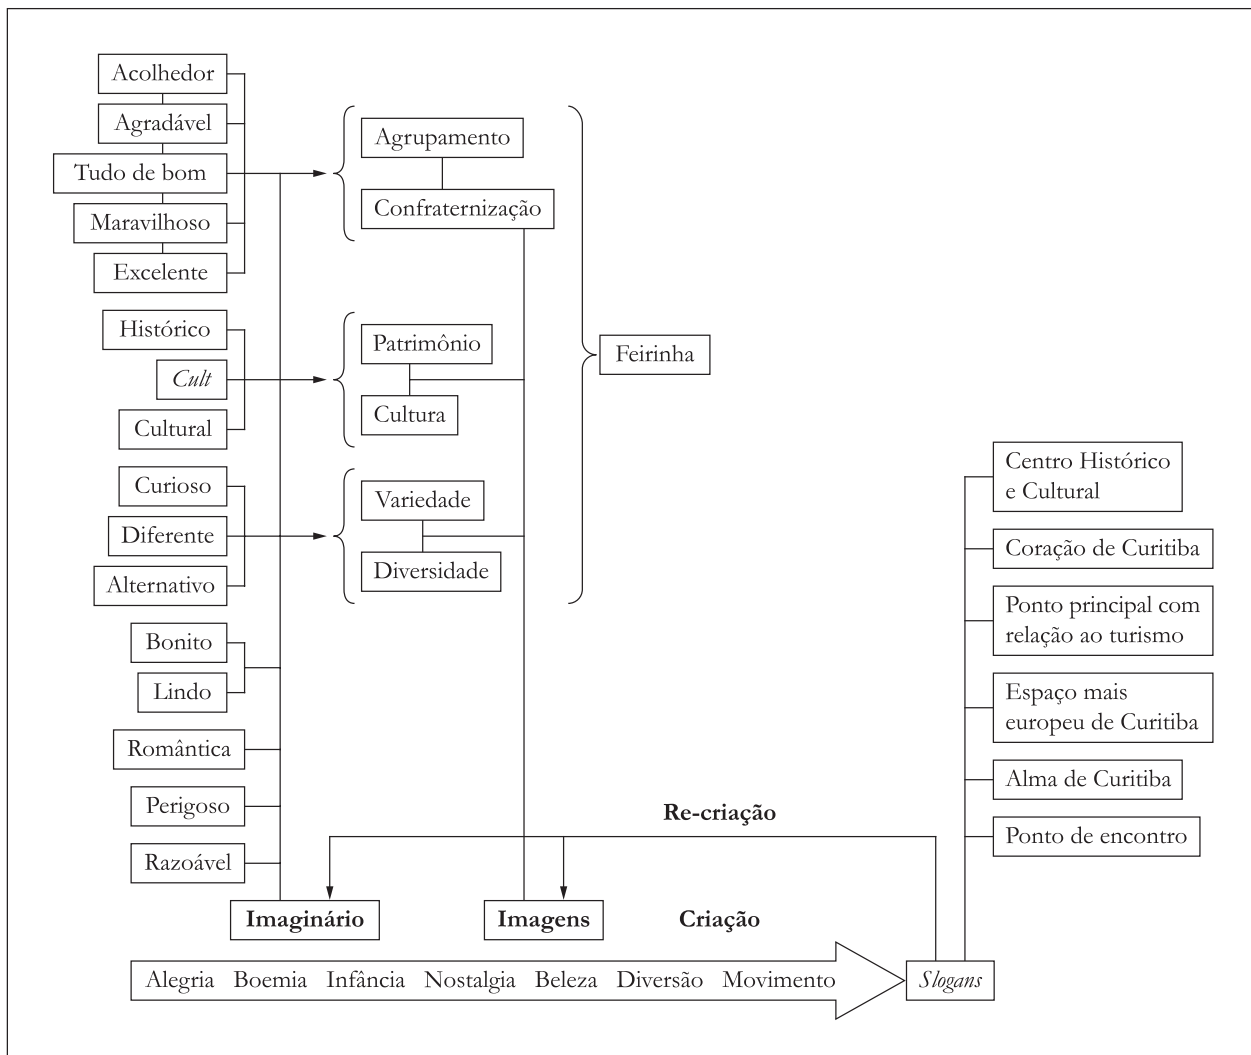 Acolhedor
Agradável
Tudo de bom
Maravilhoso
Excelente
Histórico
Cult
Cultural
Curioso
Diferente
Alternativo
Bonito
Lindo
Romântica
Perigoso
Razoável
Imaginário
Agrupamento
Confraternização
Patrimônio
Cultura
Variedade
Diversidade
Imagens
Feirinha
Re-criação
Criação
Alegria Boemia Infância Nostalgia Beleza Diversão Movimento
Slogans
Centro Histórico
e Cultural
Coração de Curitiba
Ponto principal com
relação ao turismo
Espaço mais
europeu de Curitiba
Alma de Curitiba
Ponto de encontro